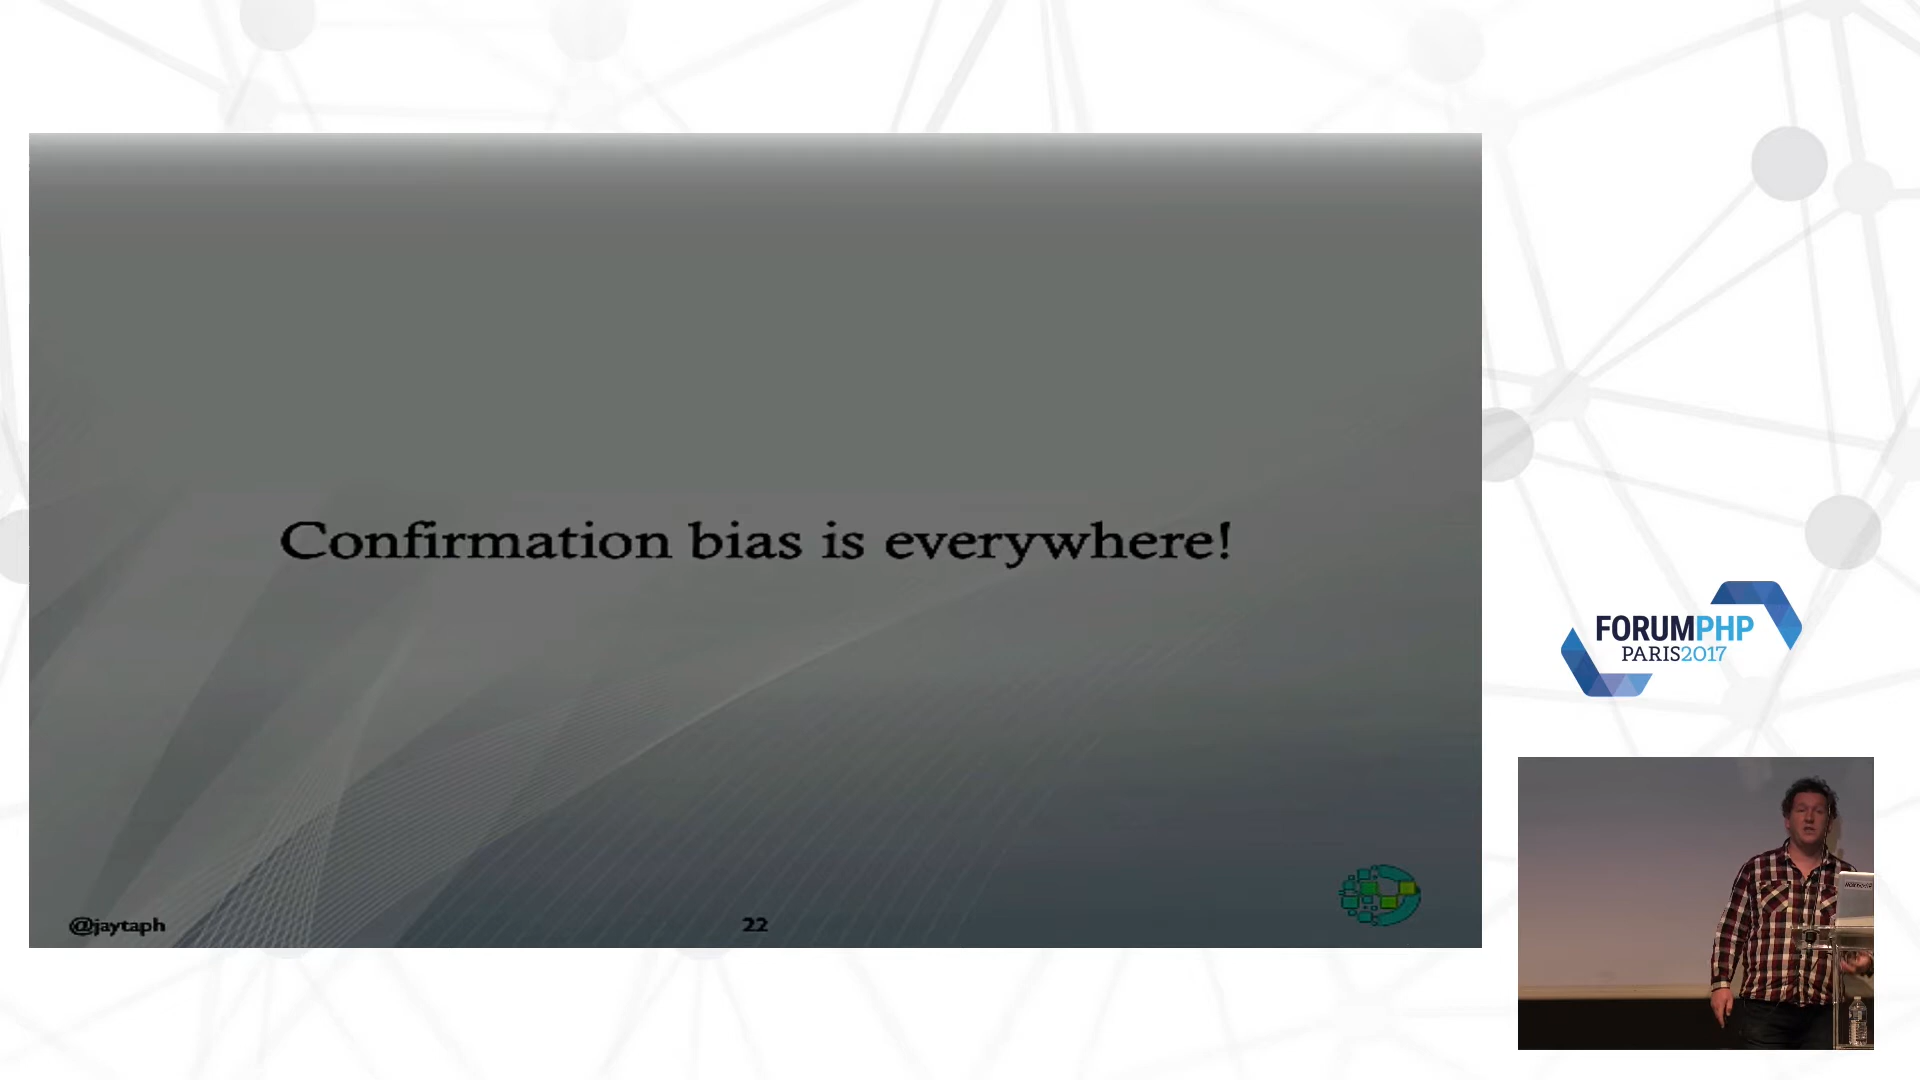 Confirmation bias is everywhere!
@jaytaph
22
FORUMPHP
PARIS2017